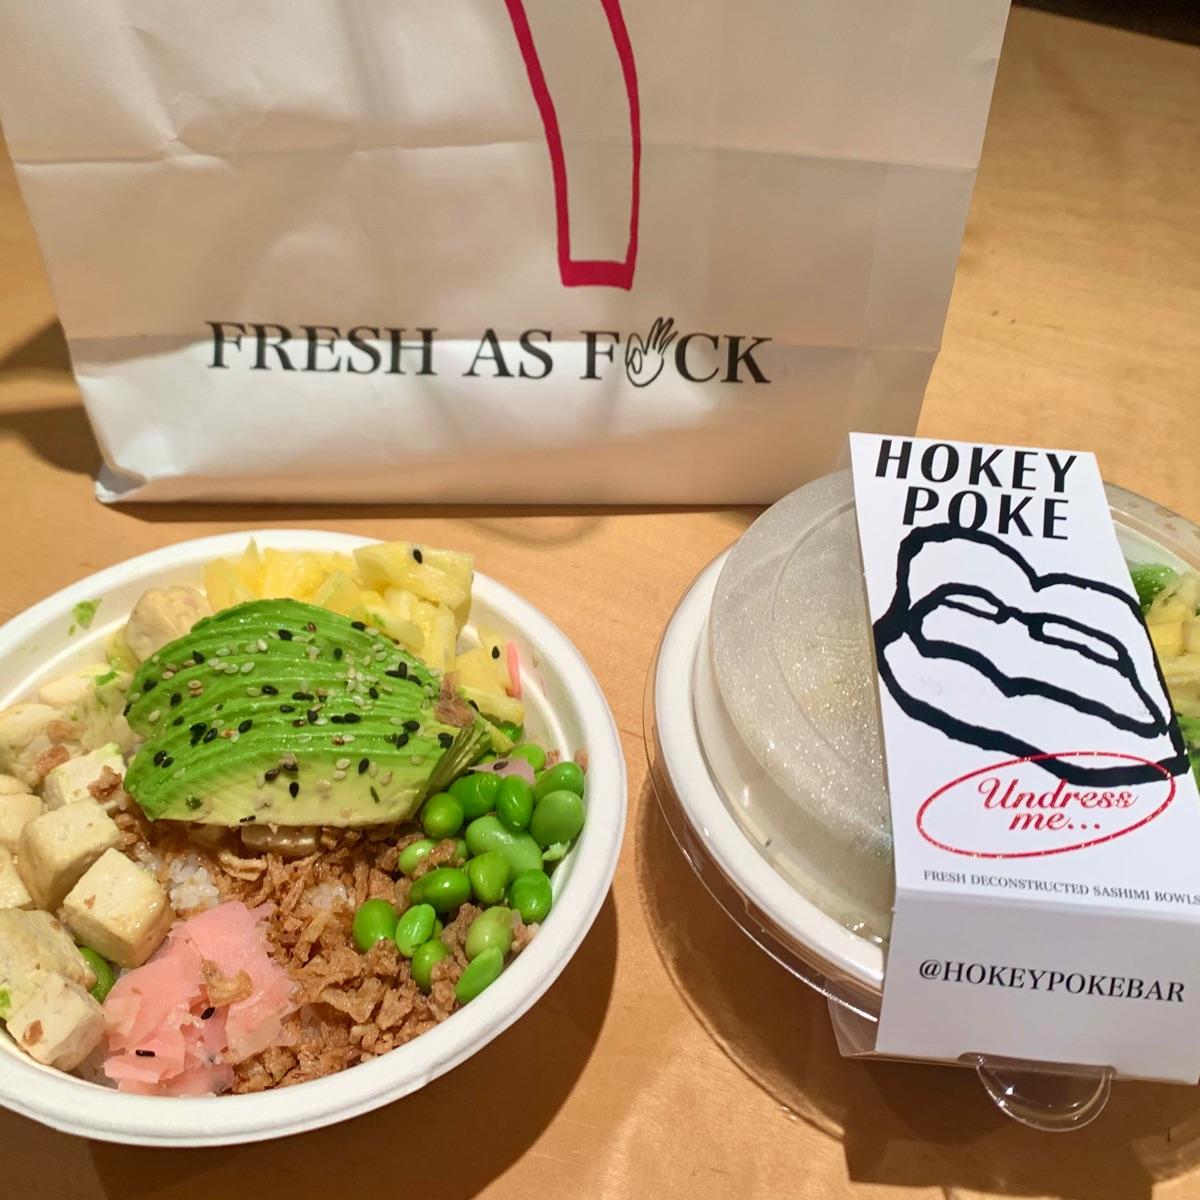 FRESH AS F👌CK
HOKEY
POKE
Undress
me...
FRESH DECONSTRUCTED SASHIMI BOWLS
@HOKEYPOKEBAR